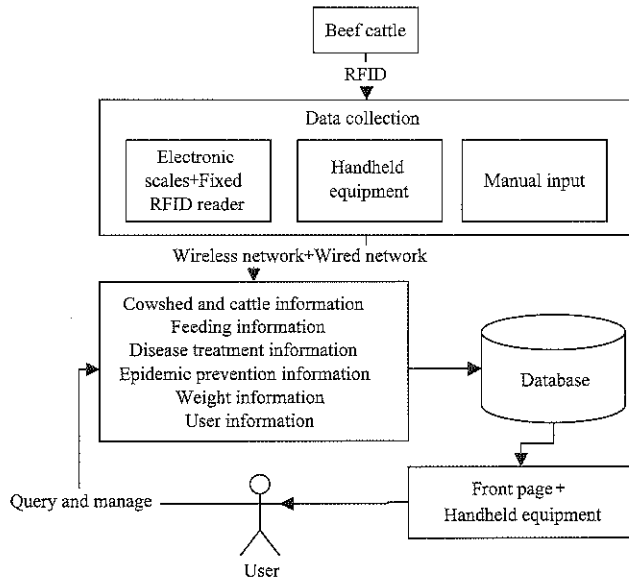 Beef cattle
RFID
Data collection
Electronic
scales+Fixed
RFID reader
Handheld
equipment
Manual input
Wireless network+Wired network
Cowshed and cattle information
Feeding information
Disease treatment information
Epidemic prevention information
Weight information
User information
Database
Front page+
Handheld equipment
Query and manage
User